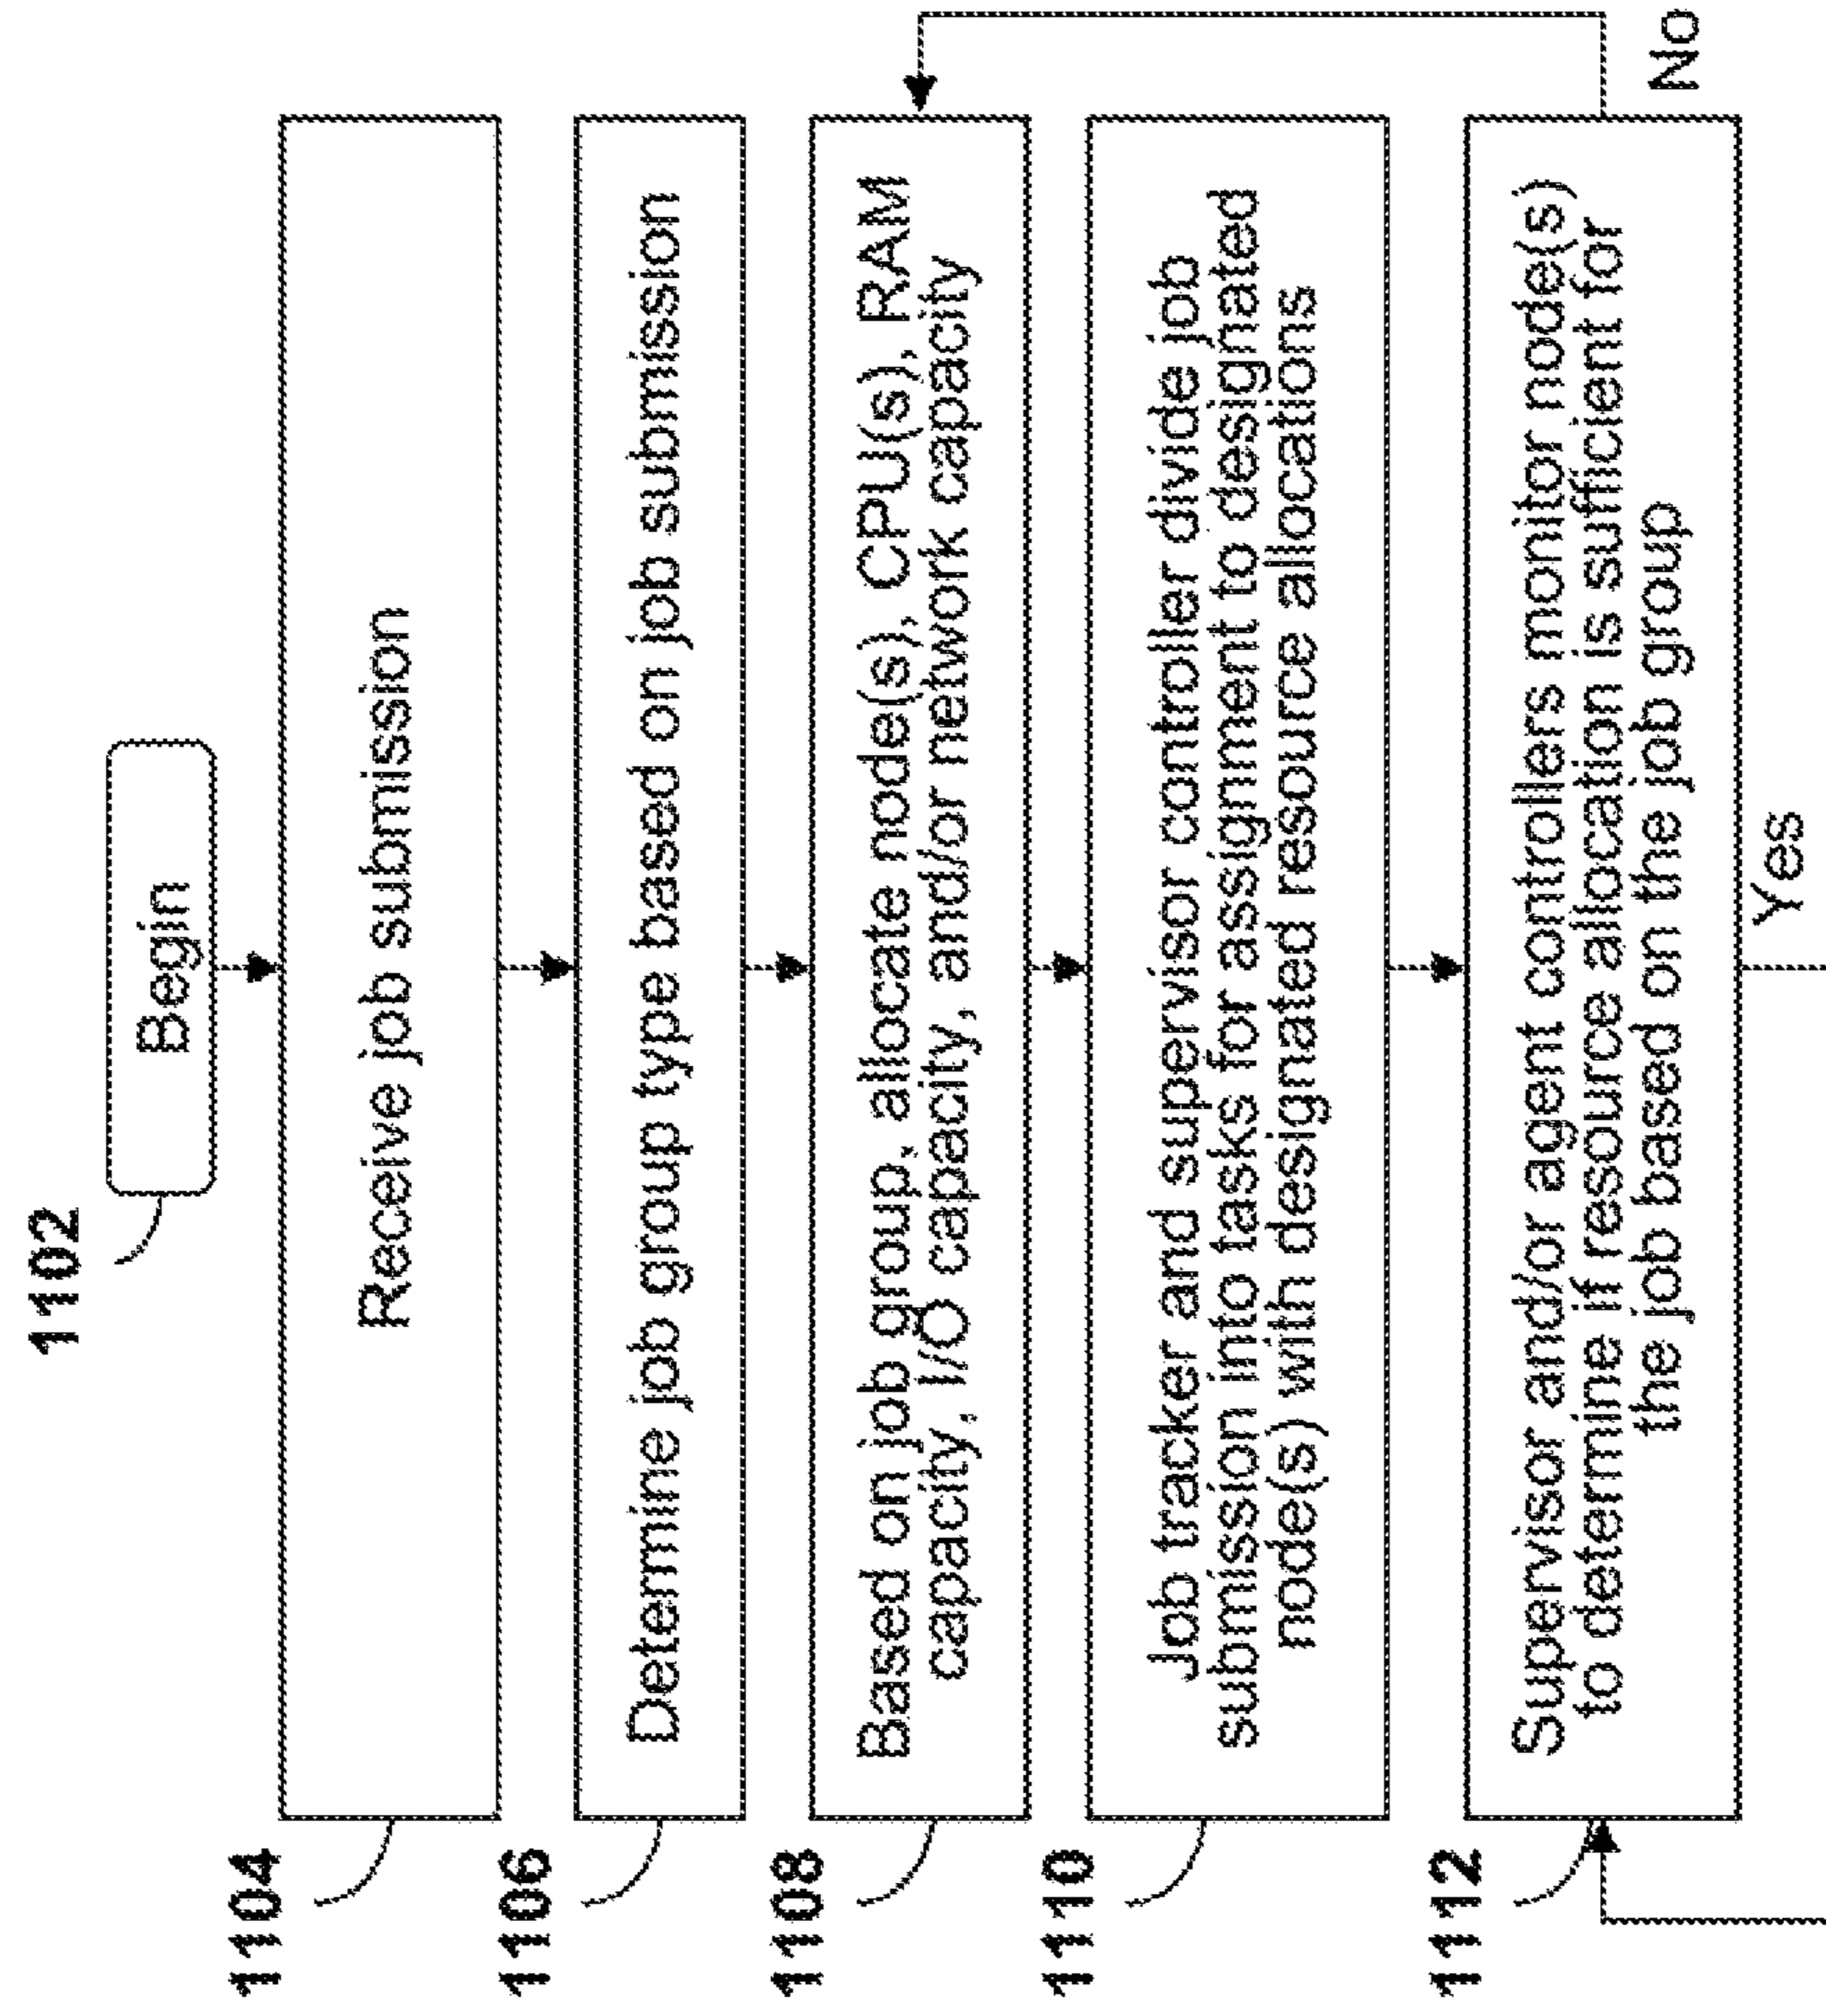 1102
Begin
1104
Receive job submission
1106
Determine job group type based on job submission
1108
Based on job group, allocate node(s), CPU(s), RAM
capacity, I/O capacity, and/or network capacity
1110
Job tracker and supervisor controller divide job
submission into tasks for assignment to designated
node(s) with designated resource allocations
1112
Supervisor and/or agent controllers monitor node(s)
to determine if resource allocation is sufficient for
the job based on the job group
No
Yes